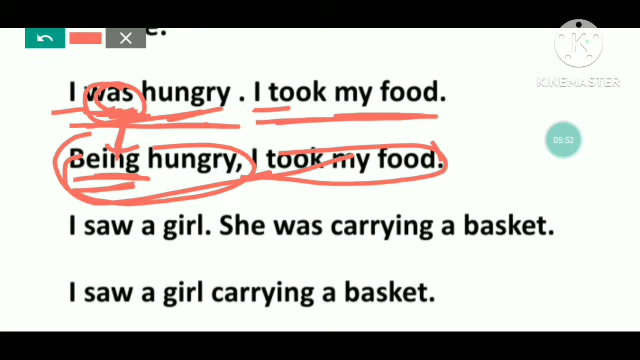 e.
K
KINEMASTER
I was hungry . I took my food.
05:52
Being hungry, I took my food.
I saw a girl. She was carrying a basket.
I saw a girl carrying a basket.